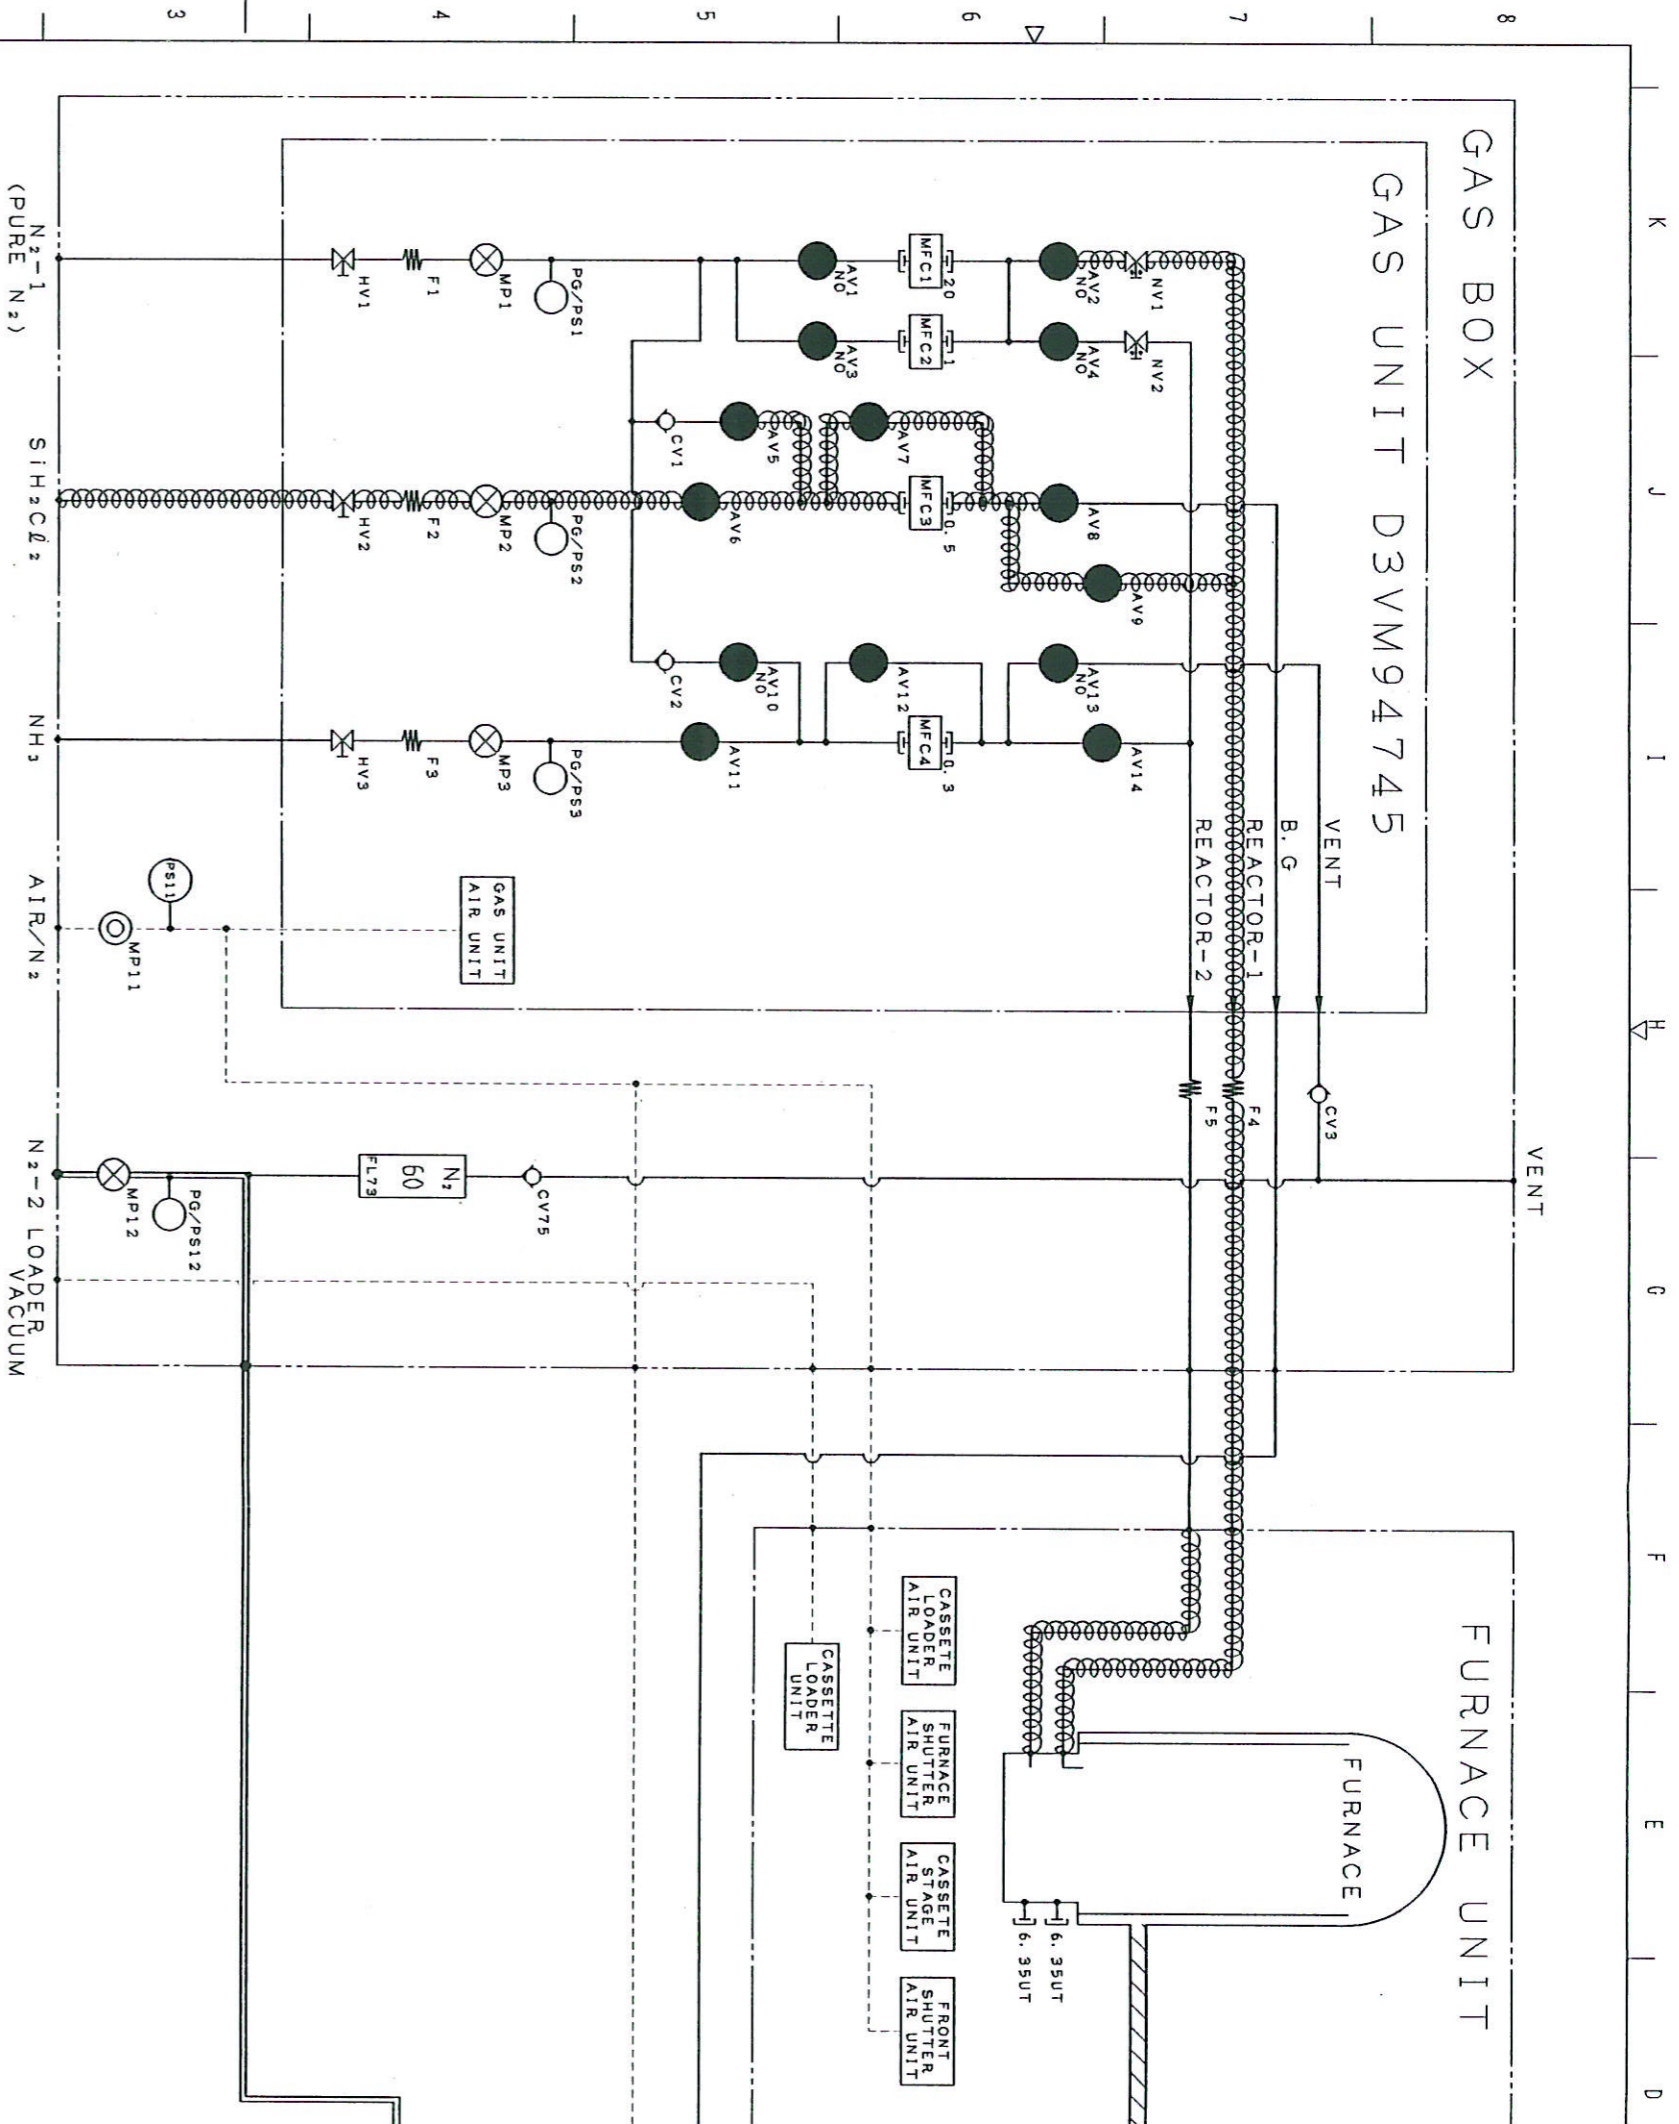 GAS BOX
GAS UNIT D3VM94745
FURNACE UNIT
FURNACE
8
7
6
5
4
3
K
J
I
H
G
F
E
D
VENT
VENT
B. G
REACTOR-1
REACTOR-2
CV3
F4
F5
NV1
NV2
AV2
NO
AV4
NO
AV8
AV9
AV13
NO
AV14
MFC1
20
MFC2
1
MFC3
0. 5
MFC4
0. 3
AV1
NO
AV3
NO
AV7
AV12
AV5
AV6
AV10
NO
AV11
CV1
CV2
PG/PS1
PG/PS2
PG/PS3
MP1
MP2
MP3
F1
F2
F3
HV1
HV2
HV3
GAS UNIT
AIR UNIT
PS11
MP11
CV75
N₂
60
FL73
PG/PS12
MP12
6. 35UT
6. 35UT
CASSETE
LOADER
AIR UNIT
FURNACE
SHUTTER
AIR UNIT
CASSETE
STAGE
AIR UNIT
FRONT
SHUTTER
AIR UNIT
CASSETTE
LOADER
UNIT
N₂-1
(PURE N₂)
SiH₂Cℓ₂
NH₃
AIR/N₂
N₂-2
LOADER
VACUUM